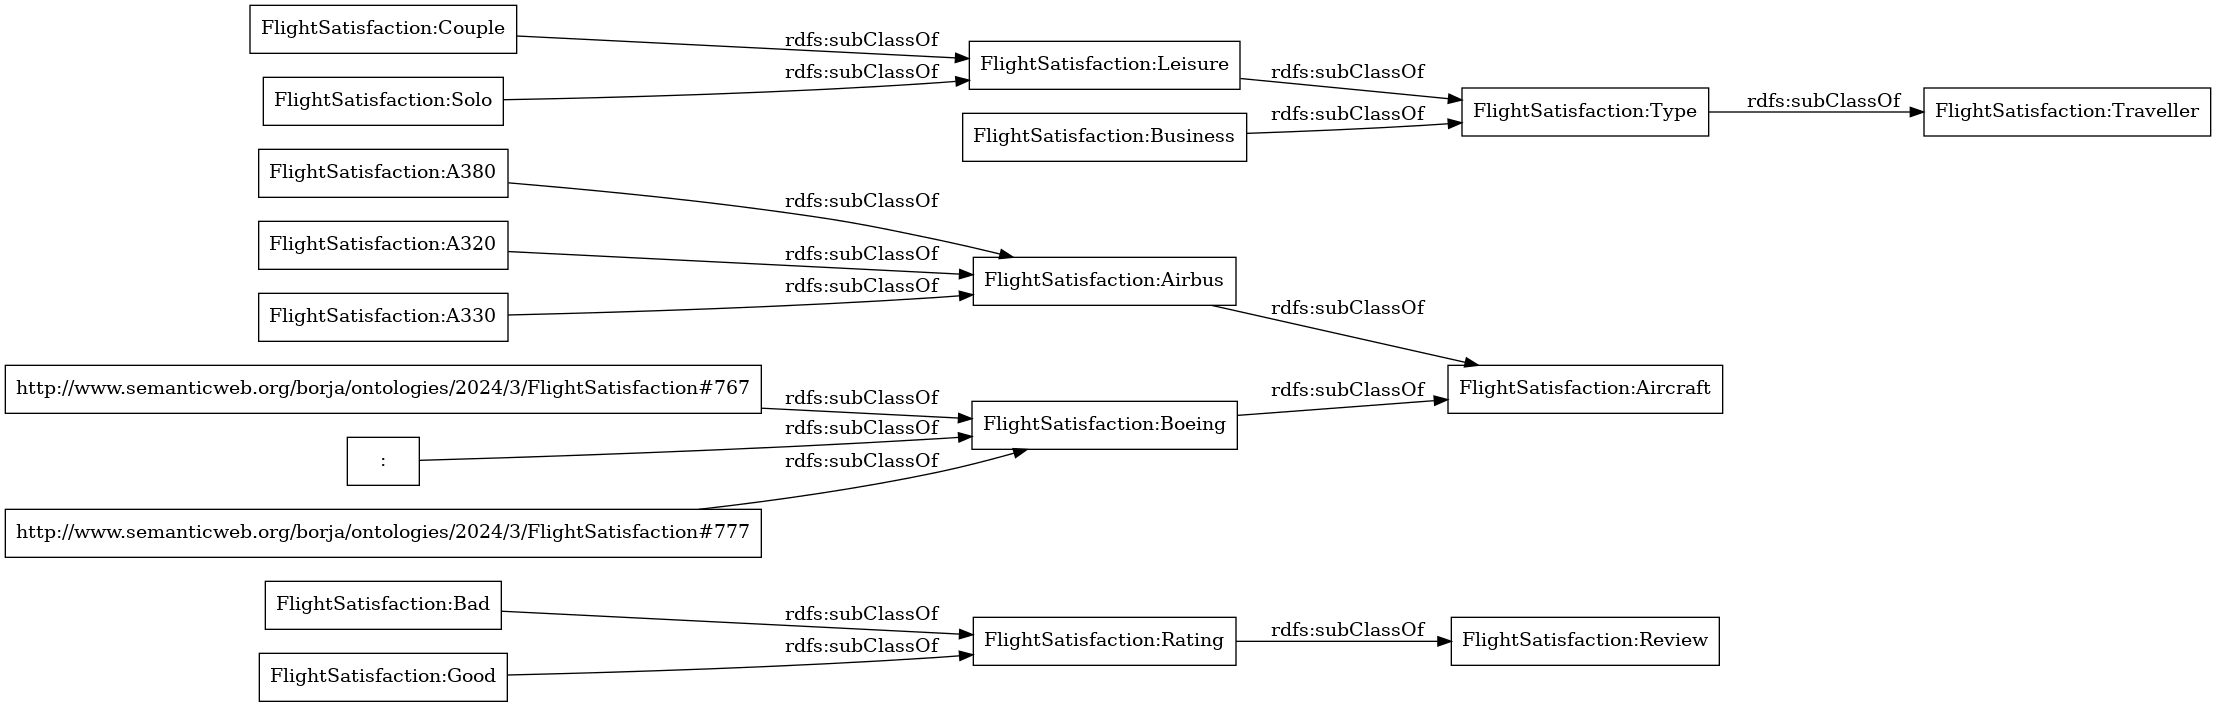 FlightSatisfaction:Couple
rdfs:subClassOf
FlightSatisfaction:Leisure
rdfs:subClassOf
FlightSatisfaction:Solo
rdfs:subClassOf
FlightSatisfaction:Type
rdfs:subClassOf
FlightSatisfaction:Traveller
FlightSatisfaction:Business
rdfs:subClassOf
FlightSatisfaction:A380
rdfs:subClassOf
FlightSatisfaction:A320
rdfs:subClassOf
FlightSatisfaction:Airbus
rdfs:subClassOf
FlightSatisfaction:A330
rdfs:subClassOf
FlightSatisfaction:Aircraft
http://www.semanticweb.org/borja/ontologies/2024/3/FlightSatisfaction#767
rdfs:subClassOf
FlightSatisfaction:Boeing
rdfs:subClassOf
:
rdfs:subClassOf
http://www.semanticweb.org/borja/ontologies/2024/3/FlightSatisfaction#777
rdfs:subClassOf
FlightSatisfaction:Bad
rdfs:subClassOf
FlightSatisfaction:Rating
rdfs:subClassOf
FlightSatisfaction:Review
FlightSatisfaction:Good
rdfs:subClassOf